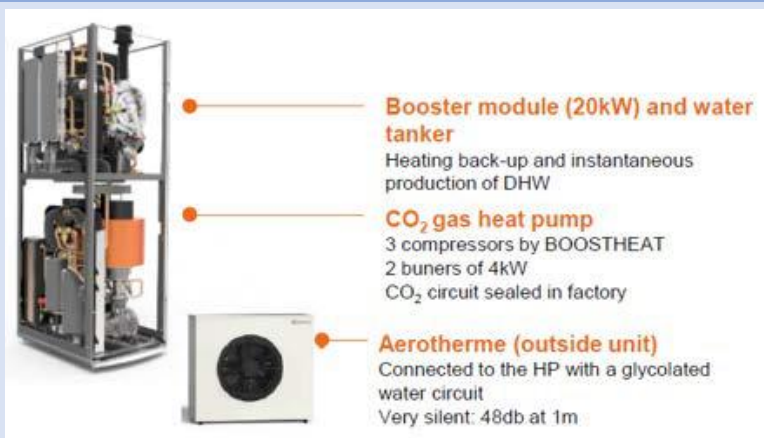 Booster module (20kW) and water
tanker
Heating back-up and instantaneous
production of DHW
CO₂ gas heat pump
3 compressors by BOOSTHEAT
2 buners of 4kW
CO₂ circuit sealed in factory
Aerotherme (outside unit)
Connected to the HP with a glycolated
water circuit
Very silent: 48db at 1m